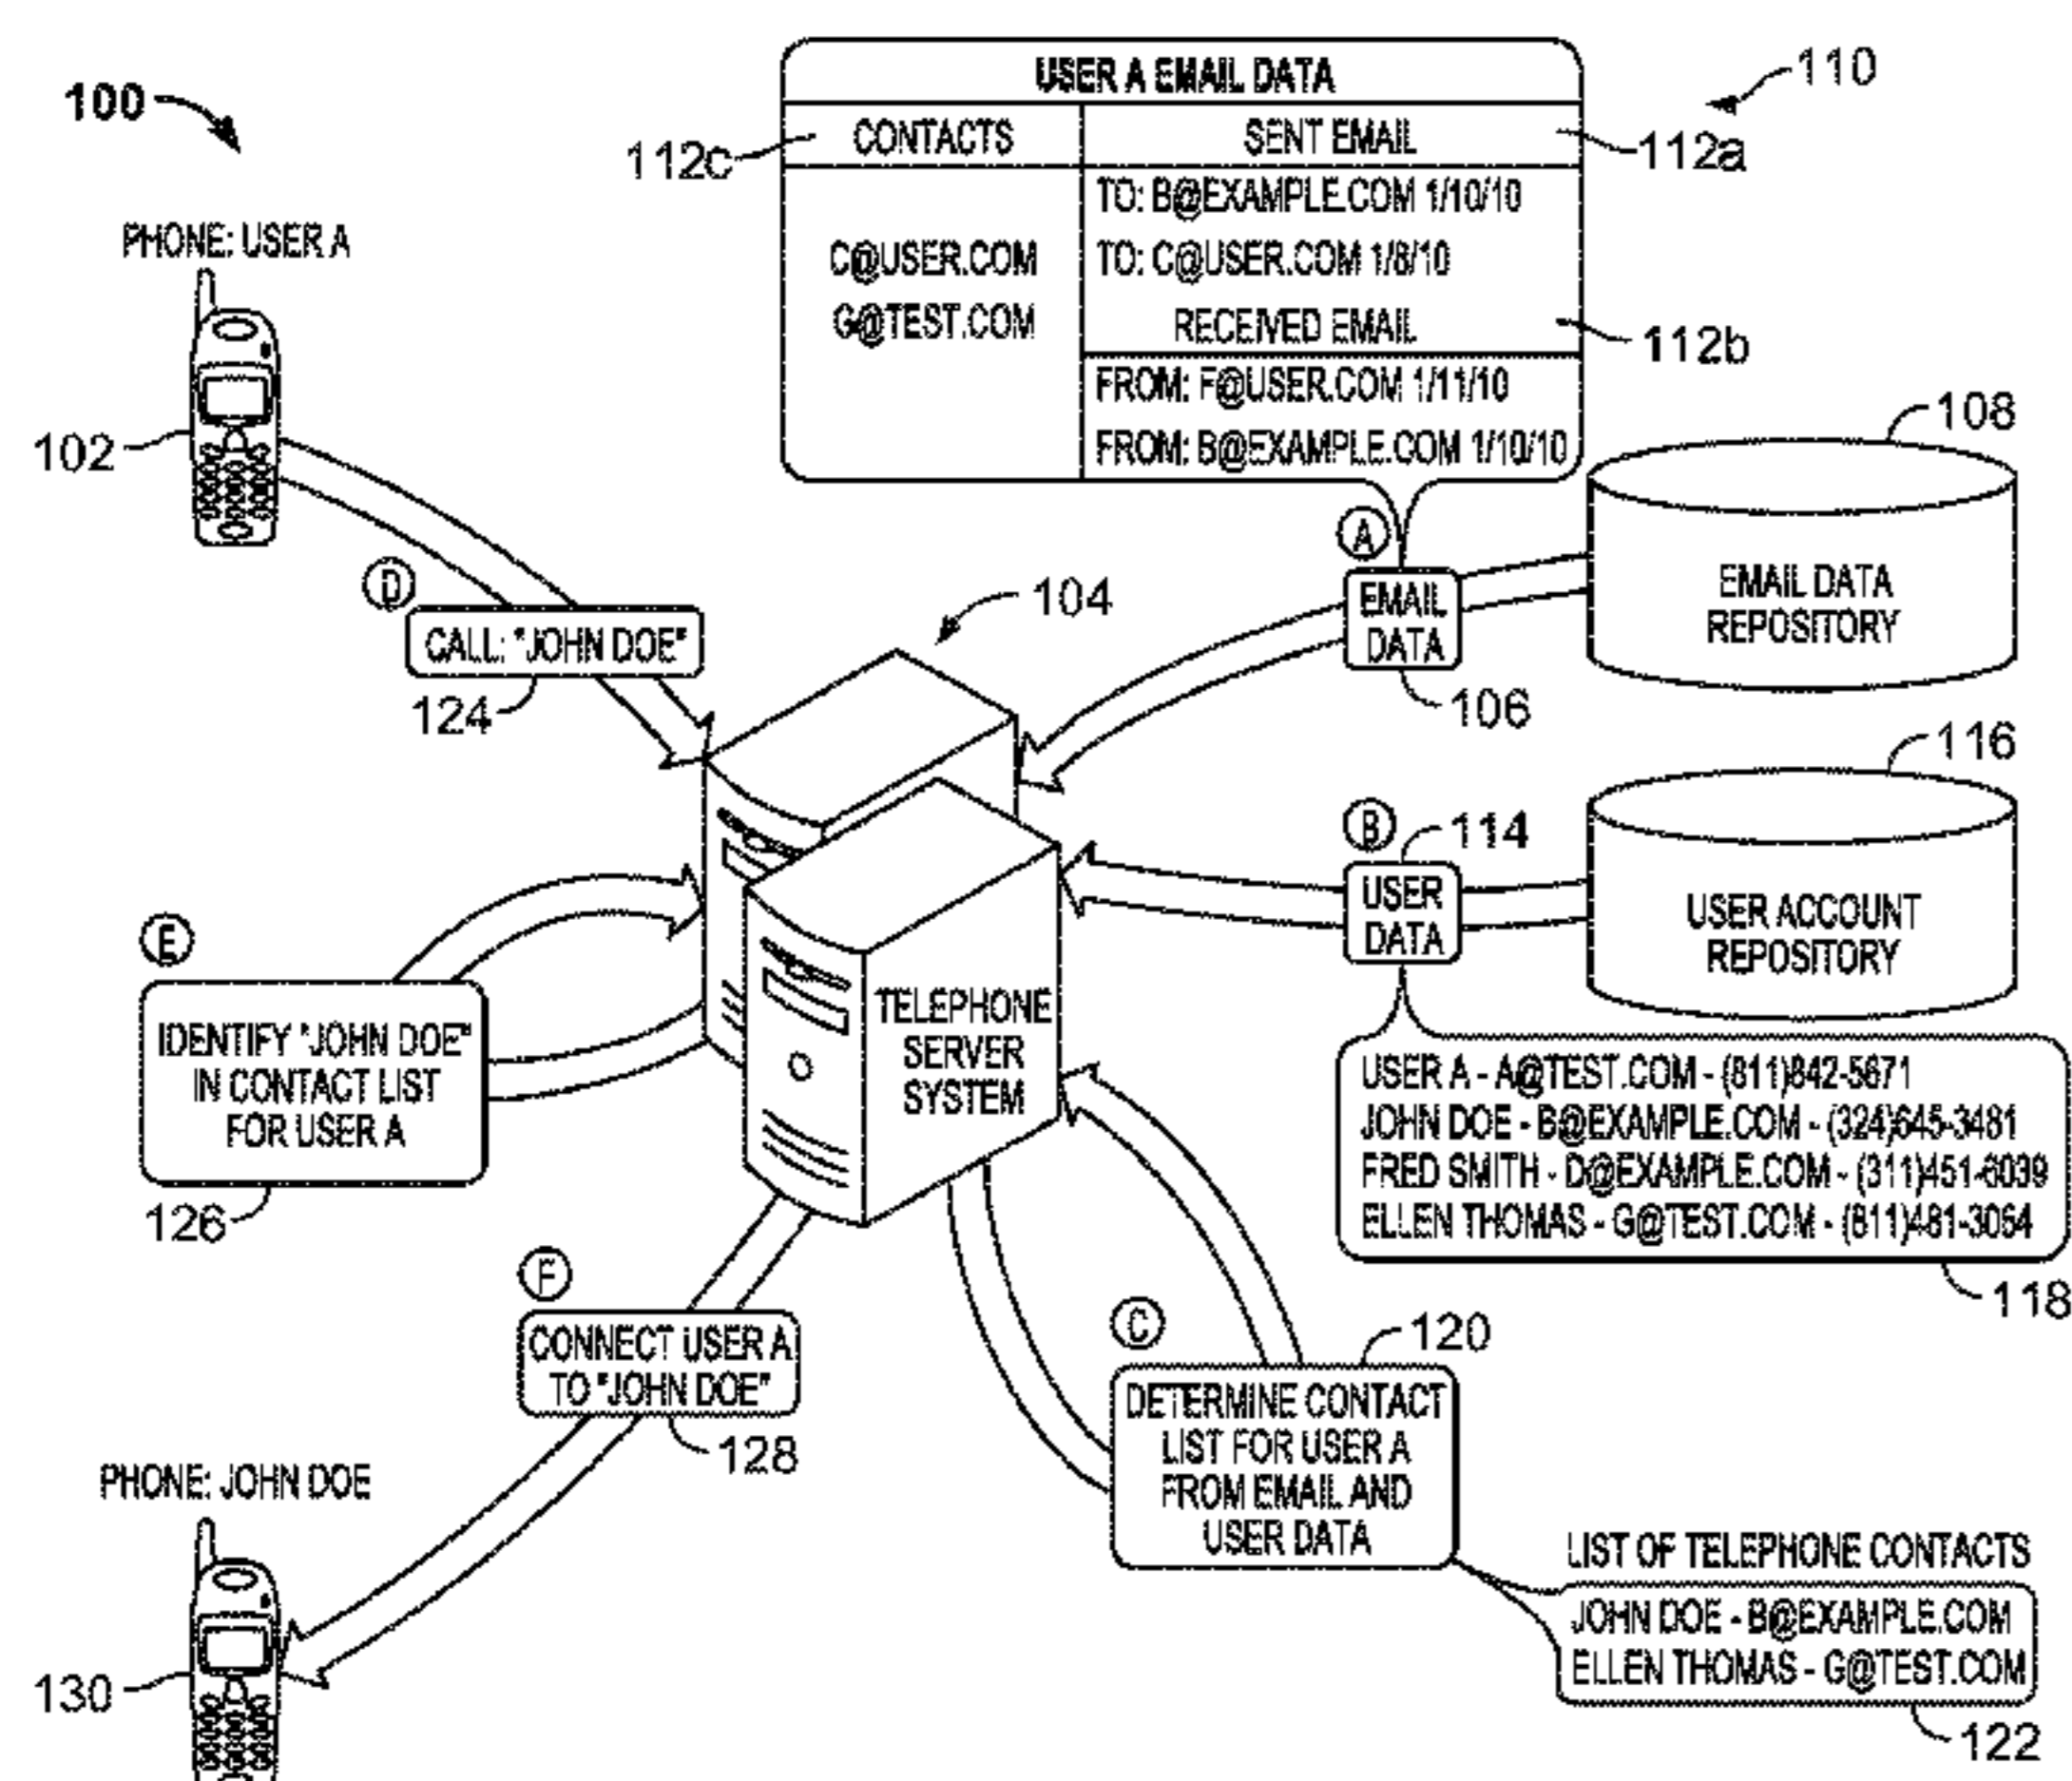 100
USER A EMAIL DATA
110
112c
CONTACTS
SENT EMAIL
112a
TO: B@EXAMPLE.COM 1/10/10
C@USER.COM
TO: C@USER.COM 1/8/10
G@TEST.COM
RECEIVED EMAIL
112b
FROM: F@USER.COM 1/11/10
FROM: B@EXAMPLE.COM 1/10/10
PHONE: USER A
102
108
A
EMAIL
DATA
106
EMAIL DATA
REPOSITORY
D
CALL: "JOHN DOE"
124
104
116
B
114
USER
DATA
USER ACCOUNT
REPOSITORY
E
IDENTIFY "JOHN DOE"
IN CONTACT LIST
FOR USER A
126
TELEPHONE
SERVER
SYSTEM
USER A - A@TEST.COM - (811)842-5671
JOHN DOE - B@EXAMPLE.COM - (324)645-3481
FRED SMITH - D@EXAMPLE.COM - (311)451-6039
ELLEN THOMAS - G@TEST.COM - (811)481-3064
118
F
CONNECT USER A
TO "JOHN DOE"
128
C
120
DETERMINE CONTACT
LIST FOR USER A
FROM EMAIL AND
USER DATA
PHONE: JOHN DOE
130
LIST OF TELEPHONE CONTACTS
JOHN DOE - B@EXAMPLE.COM
ELLEN THOMAS - G@TEST.COM
122